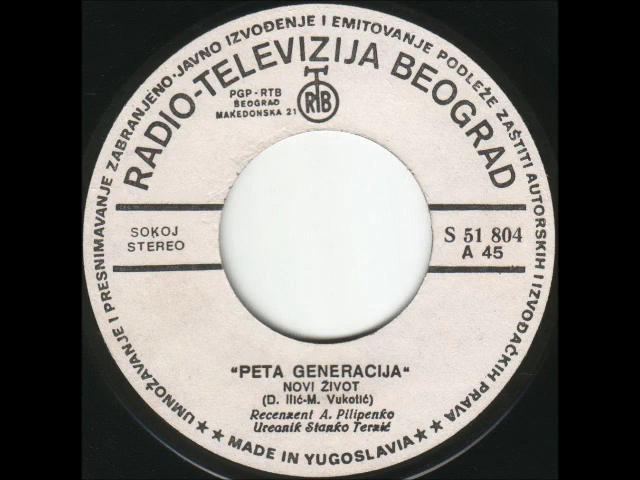 UMNOŽAVANJE I PRESNIMAVANJE ZABRANJENO·JAVNO IZVOĐENJE I EMITOVANJE PODLEŽE ZAŠTITI AUTORSKIH I IZVOĐAČKIH PRAVA
RADIO-TELEVIZIJA BEOGRAD
PGP-RTB
BEOGRAD
MAKEDONSKA 21
RTB
SOKOJ
STEREO
S 51 804
A 45
"PETA GENERACIJA"
NOVI ŽIVOT
(D. Ilić-M. Vukotić)
Recenzent A. Pilipenko
Urednik Stanko Terzić
★★ MADE IN YUGOSLAVIA ★★